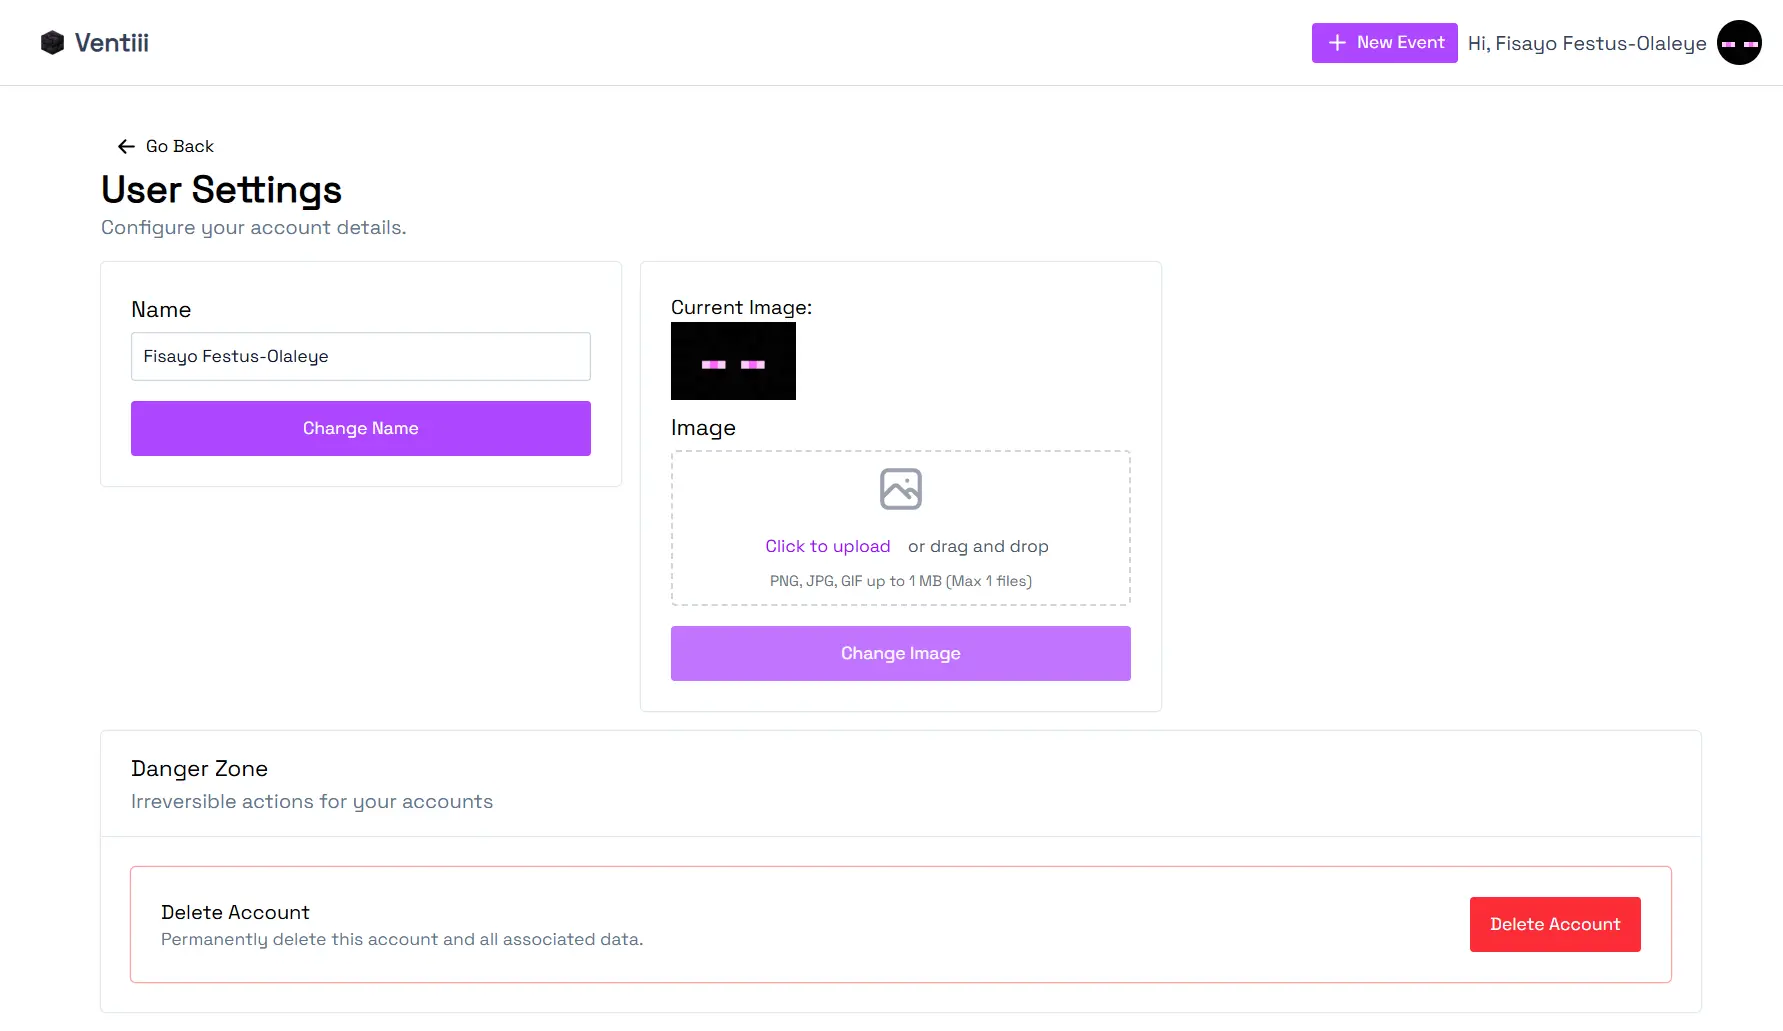 Ventiii
New Event
Hi, Fisayo Festus-Olaleye
Go Back
User Settings
Configure your account details.
Name
Fisayo Festus-Olaleye
Change Name
Current Image:
Image
Click to upload or drag and drop
PNG, JPG, GIF up to 1 MB (Max 1 files)
Change Image
Danger Zone
Irreversible actions for your accounts
Delete Account
Permanently delete this account and all associated data.
Delete Account